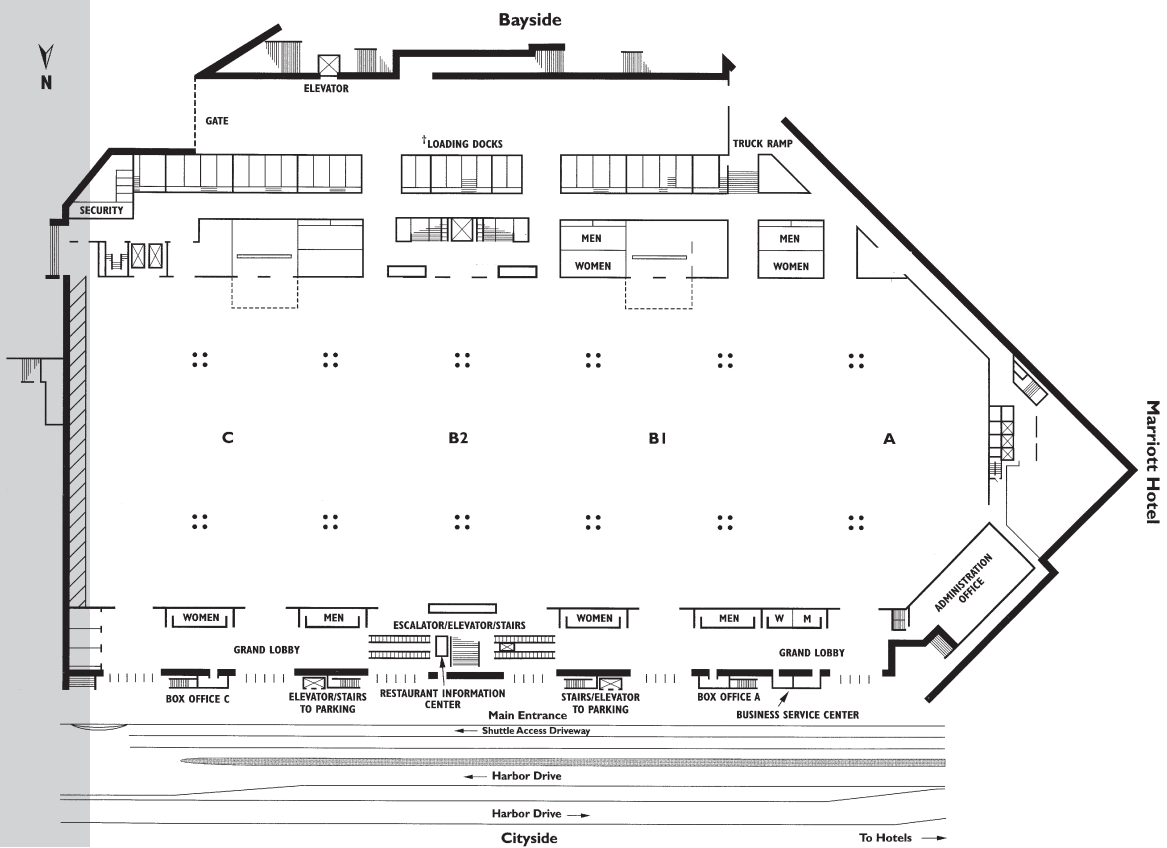 Bayside
N
ELEVATOR
GATE
†LOADING DOCKS
TRUCK RAMP
SECURITY
MEN
MEN
WOMEN
WOMEN
C
B2
B1
A
Marriott Hotel
ADMINISTRATION
OFFICE
WOMEN
MEN
WOMEN
MEN
W
M
ESCALATOR/ELEVATOR/STAIRS
GRAND LOBBY
GRAND LOBBY
BOX OFFICE C
ELEVATOR/STAIRS
TO PARKING
RESTAURANT INFORMATION
CENTER
STAIRS/ELEVATOR
TO PARKING
BOX OFFICE A
BUSINESS SERVICE CENTER
Main Entrance
Shuttle Access Driveway
Harbor Drive
Harbor Drive
Cityside
To Hotels